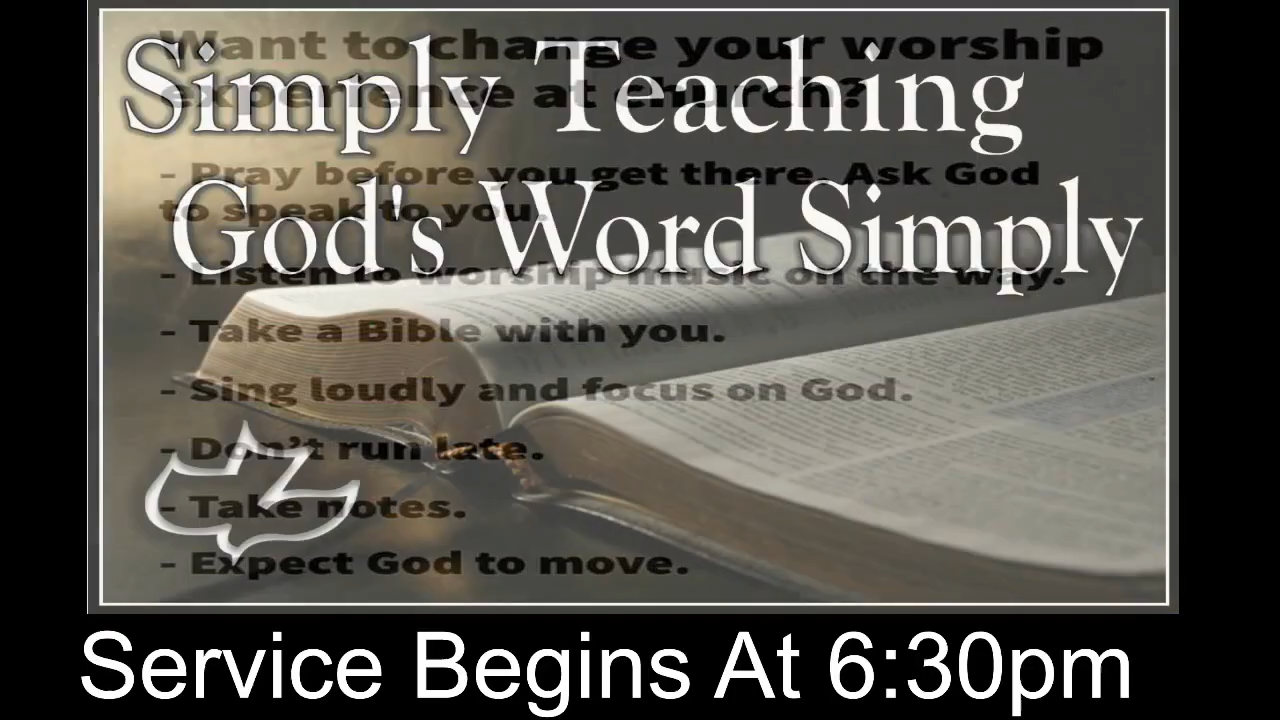 Simply Teaching
God's Word Simply
Want to change your worship
experience at church?
- Pray before you get there. Ask God
to speak to you.
- Listen to worship music on the way.
- Take a Bible with you.
- Sing loudly and focus on God.
- Don't run late.
- Take notes.
- Expect God to move.
Service Begins At 6:30pm